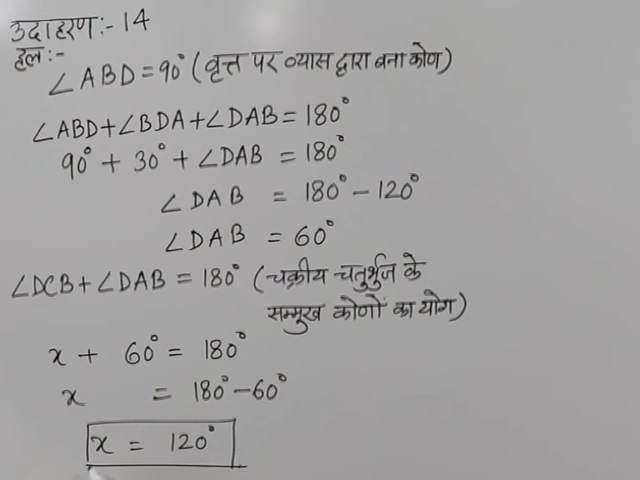 उदाहरण:- 14
हल:-
∠ABD = 90° (वृत्त पर व्यास द्वारा बना कोण)
∠ABD+∠BDA+∠DAB = 180°
90° + 30° + ∠DAB = 180°
∠DAB = 180° - 120°
∠DAB = 60°
∠DCB+∠DAB = 180° (चक्रीय चतुर्भुज के
सम्मुख कोणों का योग)
x + 60° = 180°
x = 180° - 60°
x = 120°